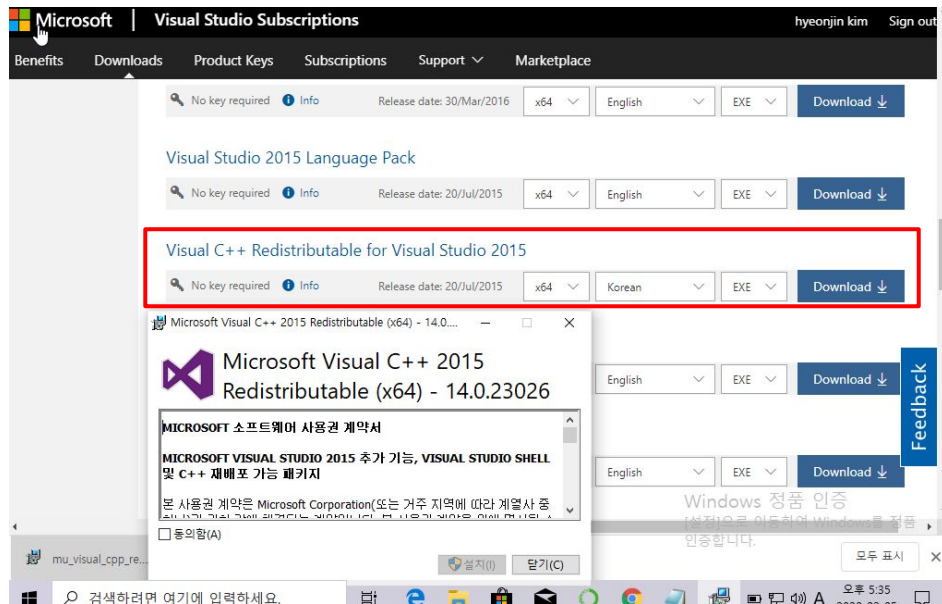 Microsoft | Visual Studio Subscriptions hyeonjin kim Sign out
Benefits Downloads Product Keys Subscriptions Support Marketplace
No key required Info Release date: 30/Mar/2016 x64 English EXE Download
Visual Studio 2015 Language Pack
No key required Info Release date: 20/Jul/2015 x64 English EXE Download
Visual C++ Redistributable for Visual Studio 2015
No key required Info Release date: 20/Jul/2015 x64 Korean EXE Download
Microsoft Visual C++ 2015 Redistributable (x64) - 14.0....
Microsoft Visual C++ 2015
Redistributable (x64) - 14.0.23026
English EXE Download
Feedback
MICROSOFT 소프트웨어 사용권 계약서
MICROSOFT VISUAL STUDIO 2015 추가 기능, VISUAL STUDIO SHELL
및 C++ 재배포 가능 패키지
English EXE Download
본 사용권 계약은 Microsoft Corporation(또는 거주 지역에 따라 계열사 중
Windows 정품 인증
[설정]으로 이동하여 Windows를 정품
인증합니다.
동의함(A)
설치(I) 닫기(C)
mu_visual_cpp_re... 모두 표시
검색하려면 여기에 입력하세요. A 오후 5:35